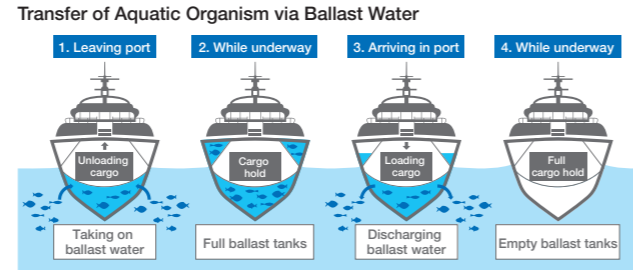 Transfer of Aquatic Organism via Ballast Water
1. Leaving port
2. While underway
3. Arriving in port
4. While underway
Unloading
cargo
Cargo
hold
Loading
cargo
Full
cargo hold
Taking on
ballast water
Full ballast tanks
Discharging
ballast water
Empty ballast tanks